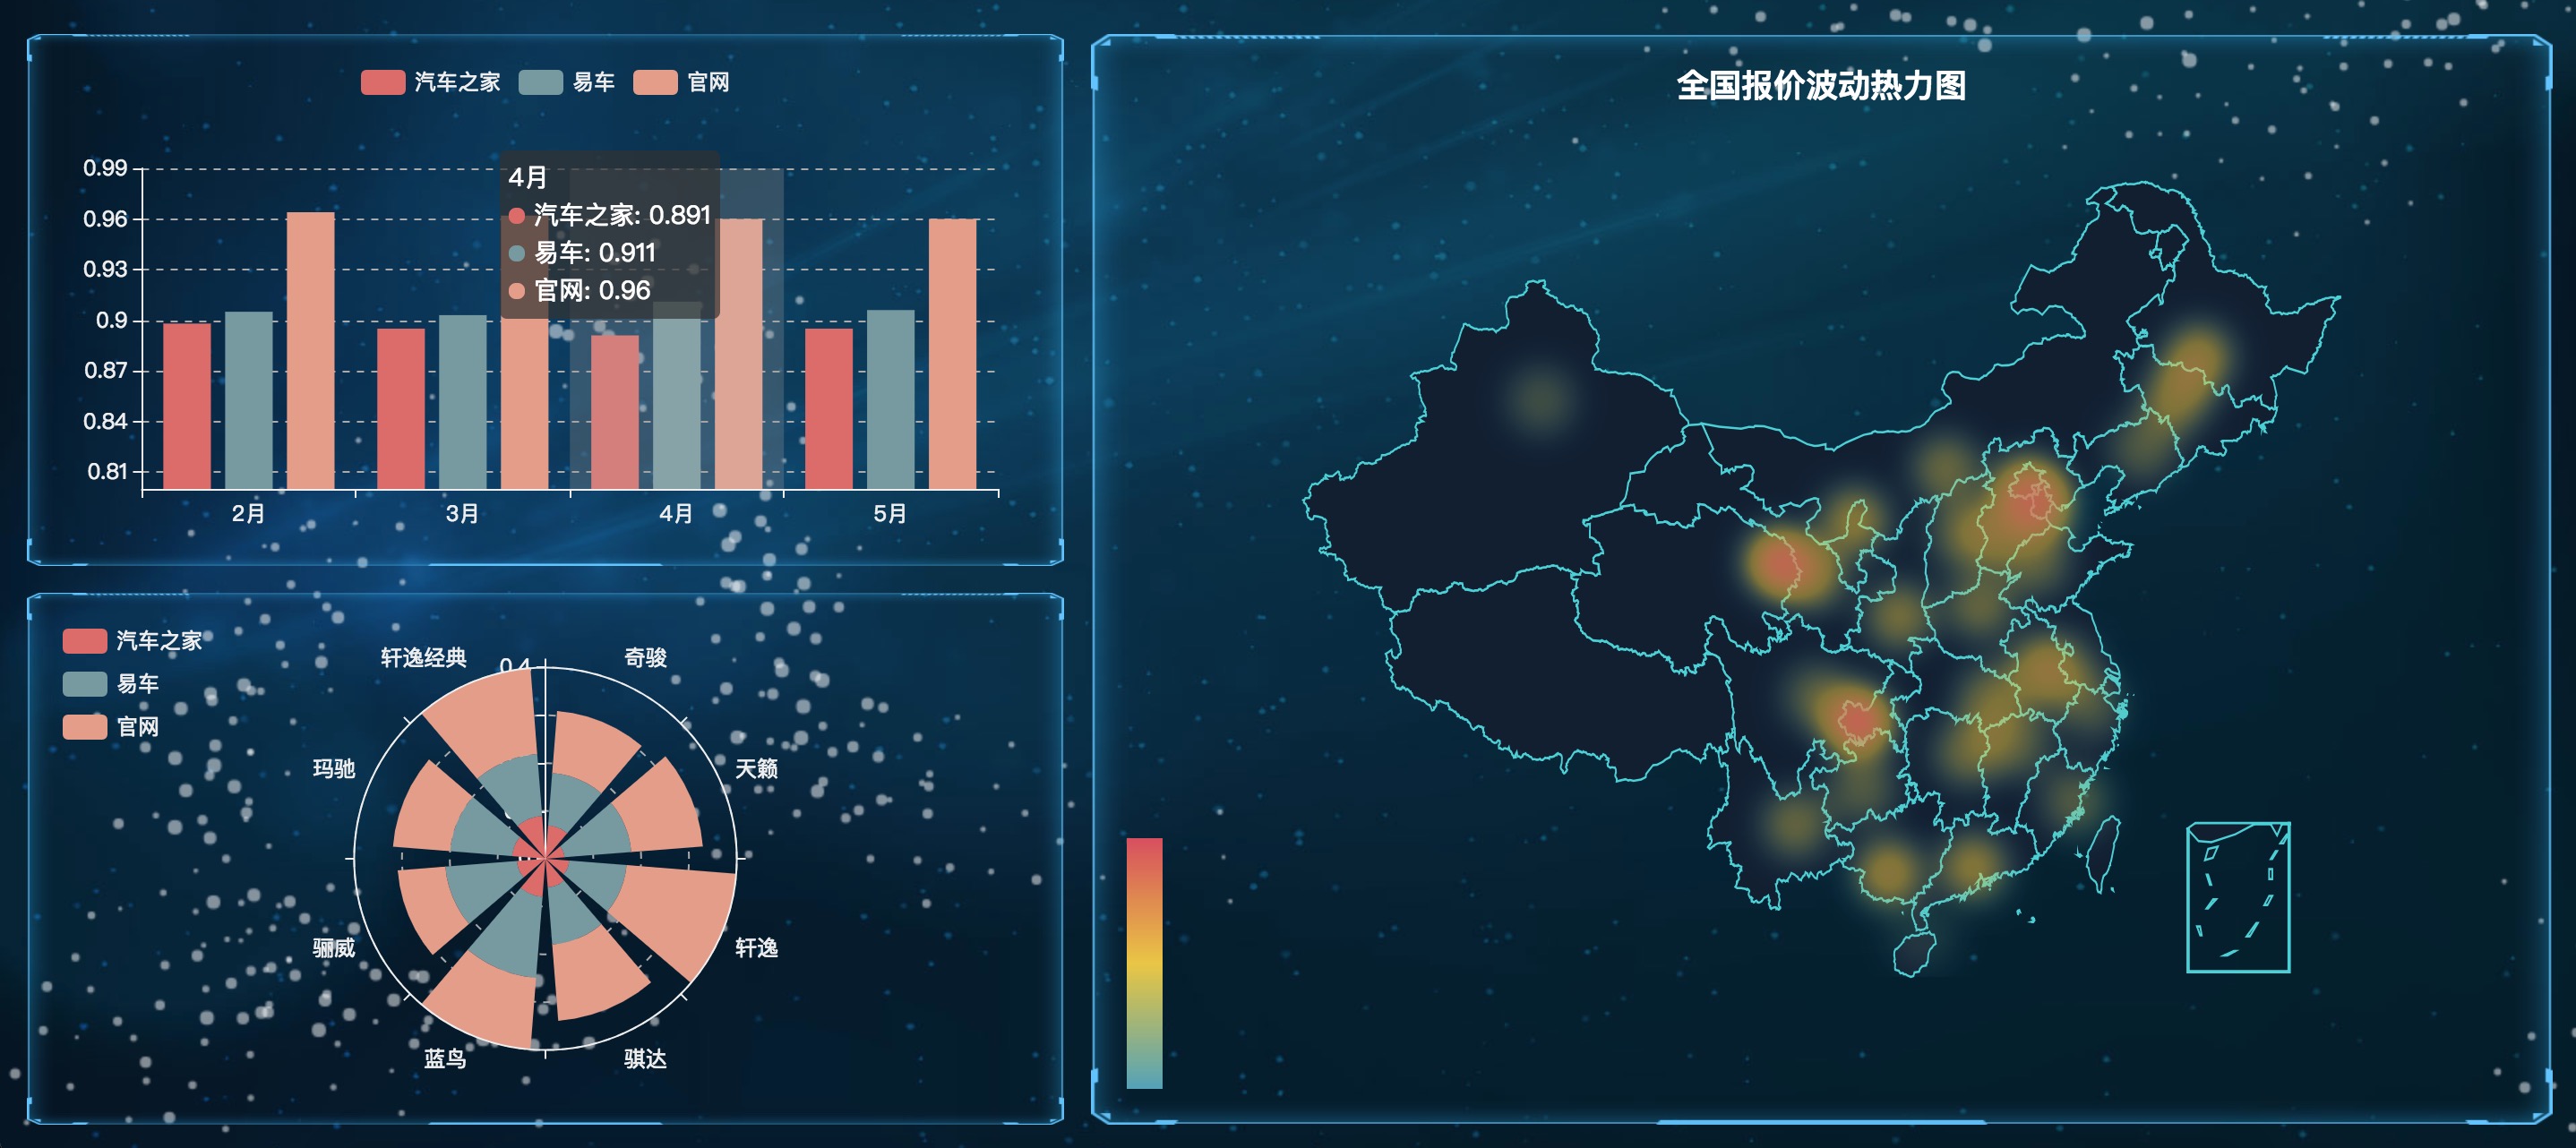 汽车之家 易车 官网
0.99
0.96
0.93
0.9
0.87
0.84
0.81
4月
汽车之家: 0.891
易车: 0.911
官网: 0.96
2月 3月 4月 5月
汽车之家
易车
官网
轩逸经典 0.4 奇骏
玛驰 天籁
骊威 轩逸
蓝鸟 骐达
全国报价波动热力图